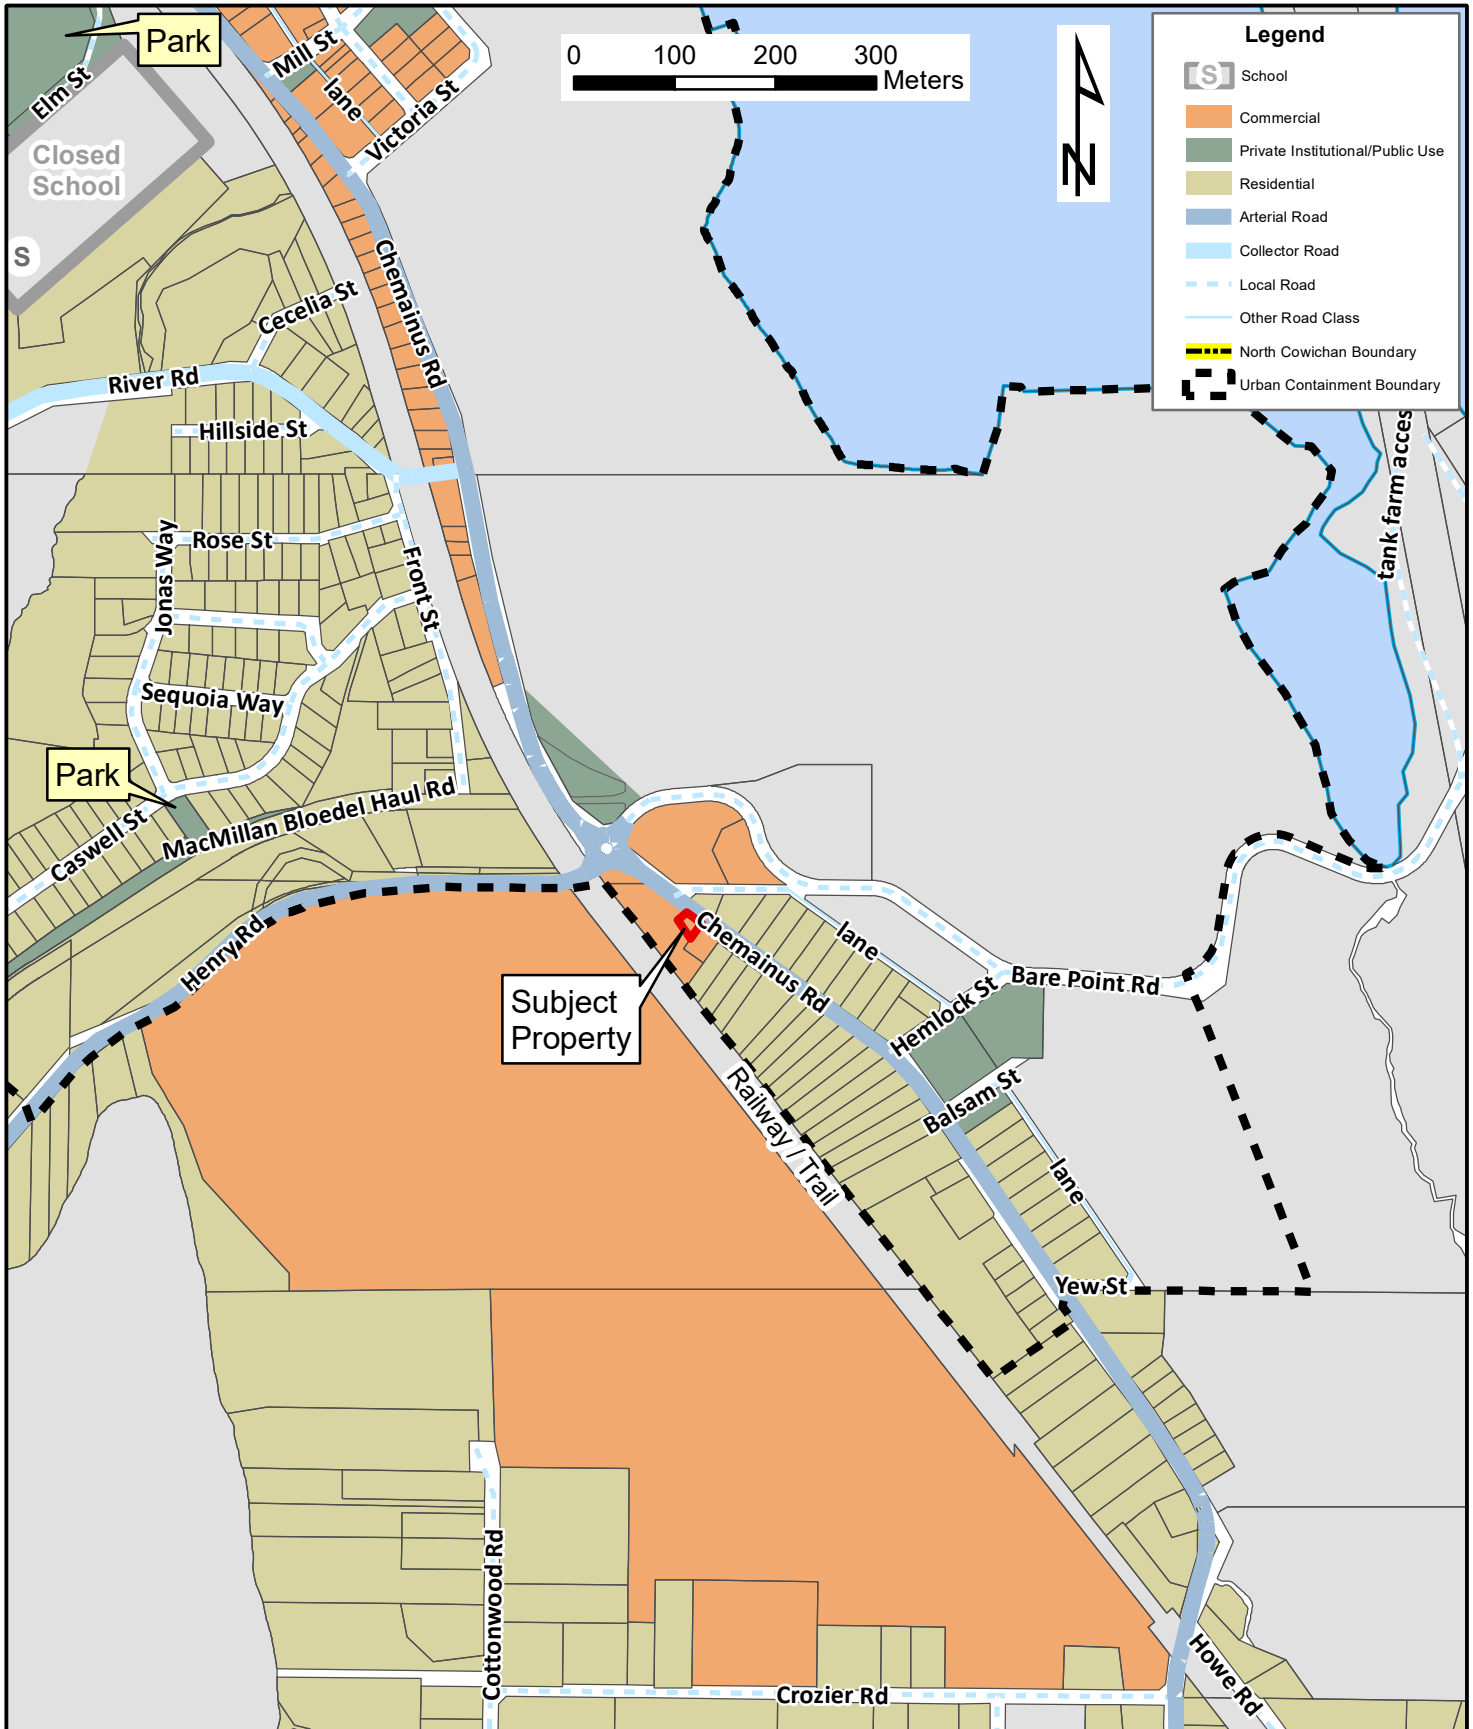 Park
Elm St
Mill St
lane
Victoria St
0 100 200 300
Meters
N
Legend
S School
Commercial
Private Institutional/Public Use
Residential
Arterial Road
Collector Road
Local Road
Other Road Class
North Cowichan Boundary
Urban Containment Boundary
Closed
School
S
Chemainus Rd
Cecelia St
River Rd
Hillside St
tank farm acces
Rose St
Jonas Way
Front St
Sequoia Way
Park
MacMillan Bloedel Haul Rd
Caswell St
Henry Rd
Chemainus Rd
lane
Subject
Property
Bare Point Rd
Hemlock St
Balsam St
Railway / Trail
lane
Yew St
Cottonwood Rd
Howe Rd
Crozier Rd